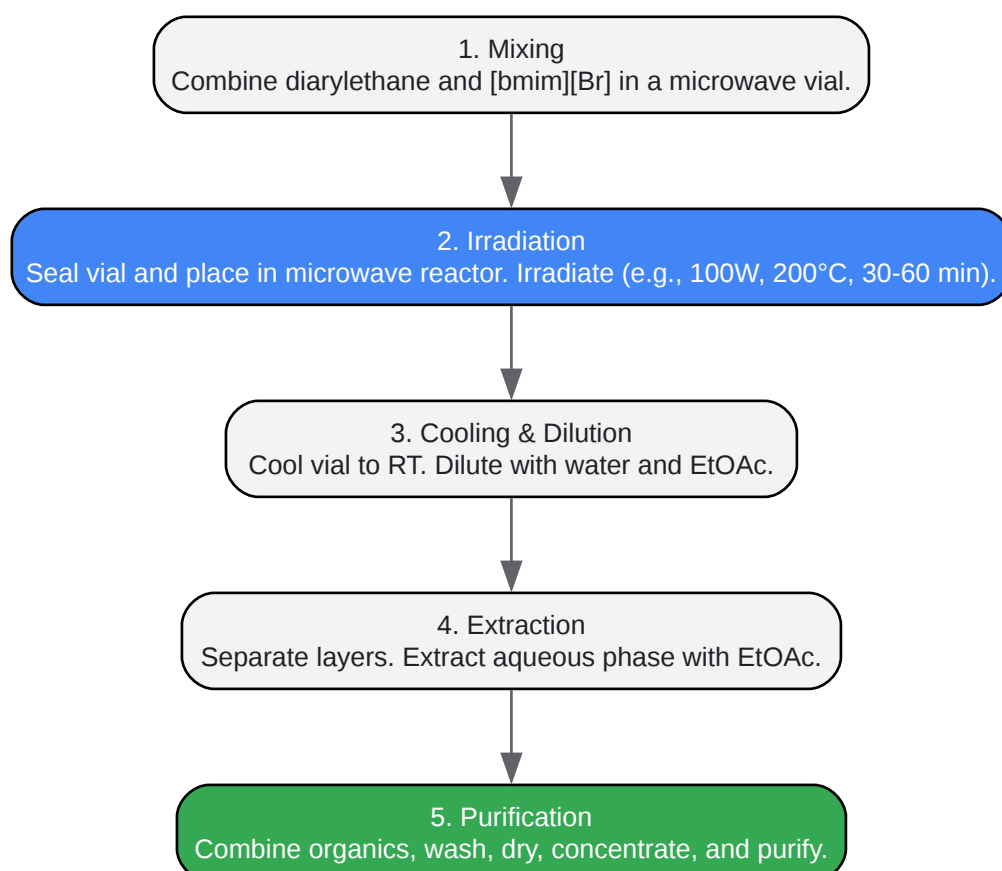 1. Mixing
Combine diarylethane and [bmim][Br] in a microwave vial.
2. Irradiation
Seal vial and place in microwave reactor. Irradiate (e.g., 100W, 200°C, 30-60 min).
3. Cooling & Dilution
Cool vial to RT. Dilute with water and EtOAc.
4. Extraction
Separate layers. Extract aqueous phase with EtOAc.
5. Purification
Combine organics, wash, dry, concentrate, and purify.